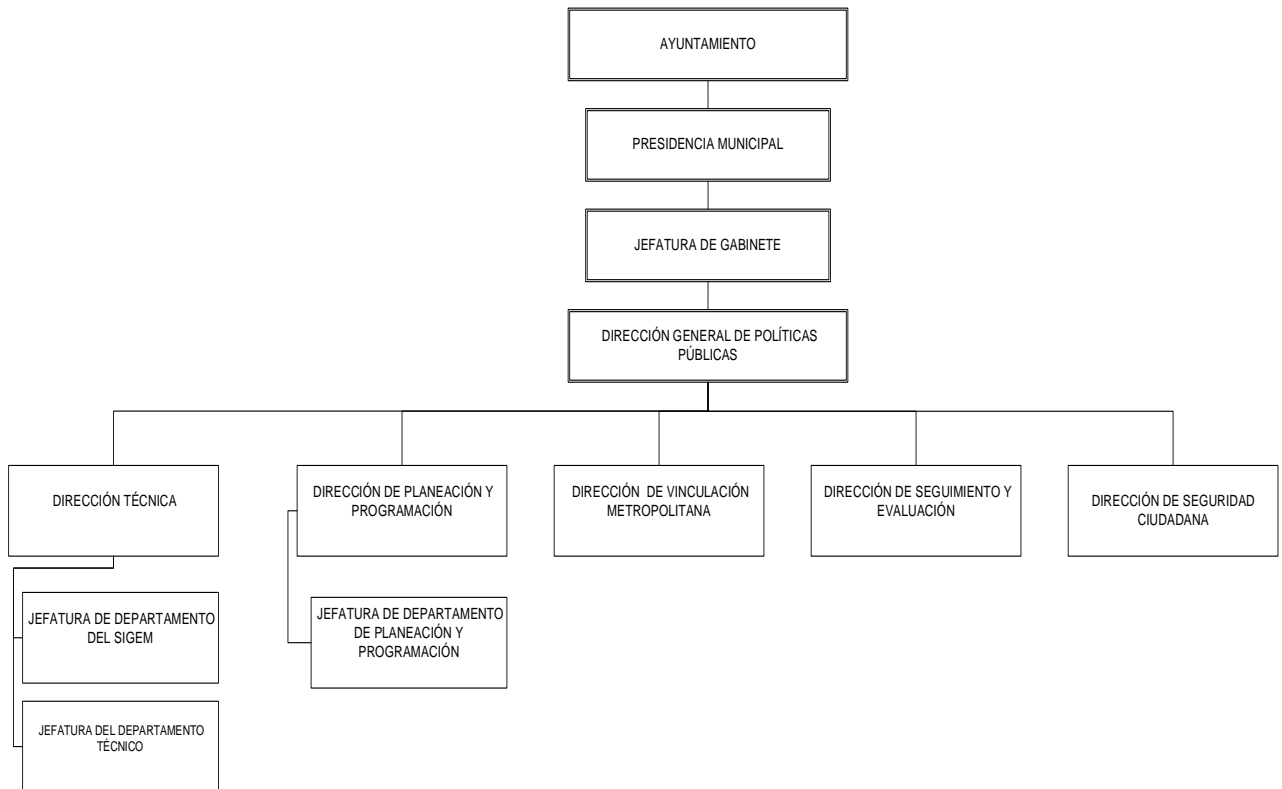 AYUNTAMIENTO
PRESIDENCIA MUNICIPAL
JEFATURA DE GABINETE
DIRECCIÓN GENERAL DE POLÍTICAS
PÚBLICAS
DIRECCIÓN TÉCNICA
DIRECCIÓN DE PLANEACIÓN Y
PROGRAMACIÓN
DIRECCIÓN DE VINCULACIÓN
METROPOLITANA
DIRECCIÓN DE SEGUIMIENTO Y
EVALUACIÓN
DIRECCIÓN DE SEGURIDAD
CIUDADANA
JEFATURA DE DEPARTAMENTO
DEL SIGEM
JEFATURA DE DEPARTAMENTO
DE PLANEACIÓN Y
PROGRAMACIÓN
JEFATURA DEL DEPARTAMENTO
TÉCNICO